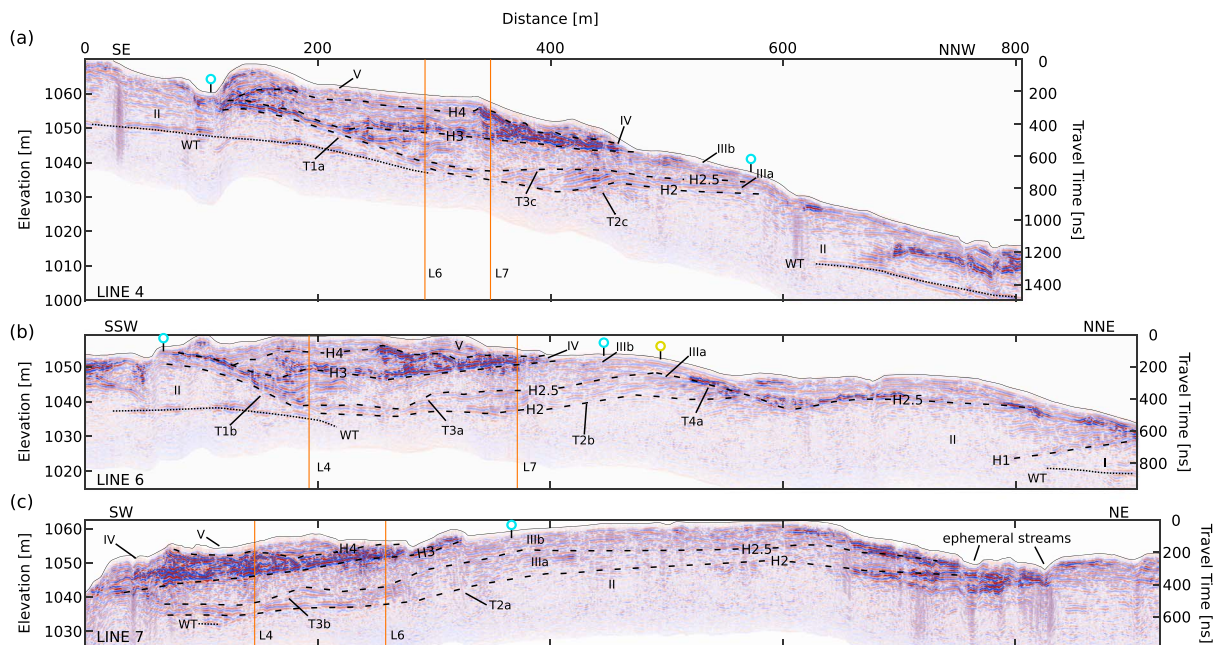 Distance [m]
(a)
0 SE 200 400 600 NNW 800
0
1060
1050
1040
1030
1020
1010
1000
Elevation [m]
200
400
600
800
1000
1200
1400
Travel Time [ns]
V
II
H4
IV
H3
IIIb
WT
T1a
H2.5
IIIa
H2
T3c
T2c
II
WT
L6
L7
LINE 4
(b)
SSW
NNE
0
1050
1040
1030
1020
Elevation [m]
200
400
600
800
Travel Time [ns]
H4
V
IV
IIIb
IIIa
H3
II
H2.5
H2.5
H2
T1b
WT
T3a
T2b
T4a
II
H1
I
WT
L4
L7
LINE 6
(c)
SW
NE
0
1060
1050
1040
1030
Elevation [m]
200
400
600
Travel Time [ns]
IV
V
H4
H3
IIIb
ephemeral streams
H2.5
IIIa
H2
II
T2a
WT
T3b
L4
L6
LINE 7